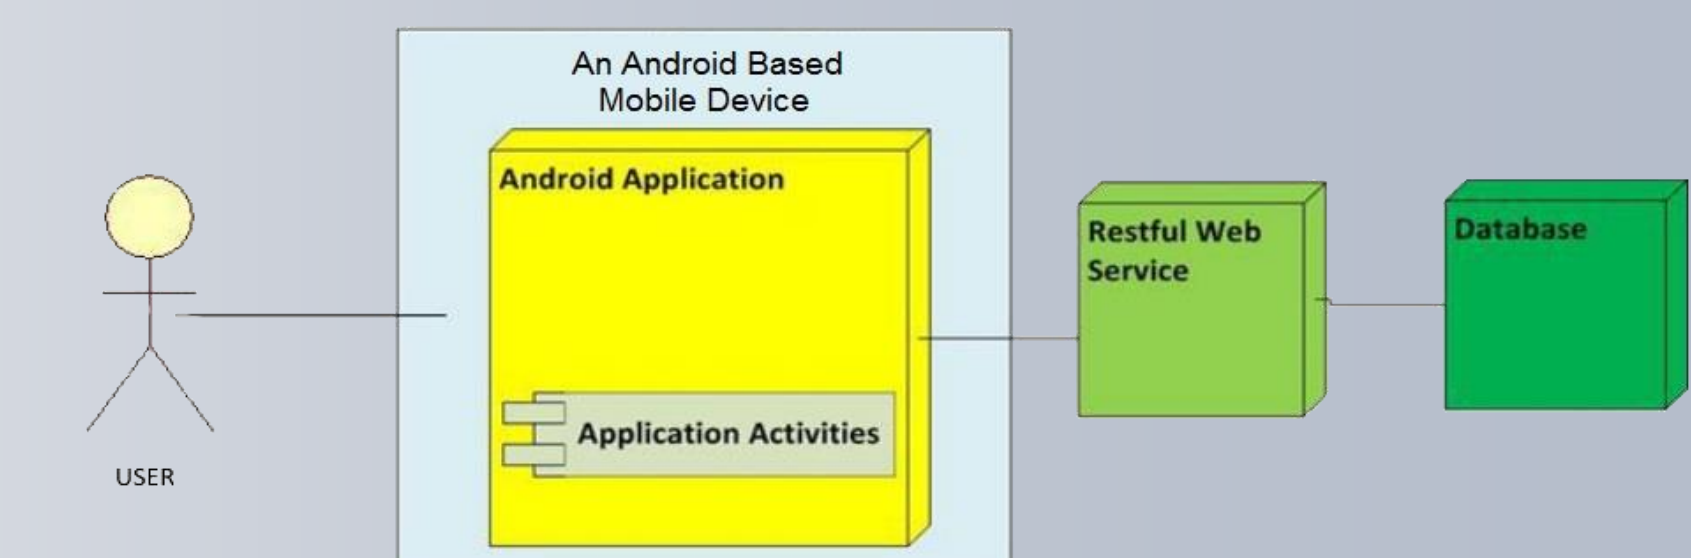 An Android Based
Mobile Device
Android Application
Restful Web
Service
Database
Application Activities
USER